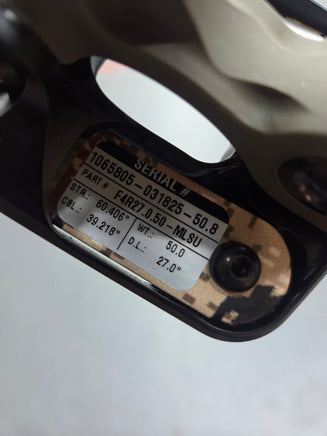 SERIAL #
1065805-031825-50.8
PART # F4R27.0.50-MLSU
STR.: 60.406" WT.: 50.0
CBL.: 39.218" D.L.: 27.0"